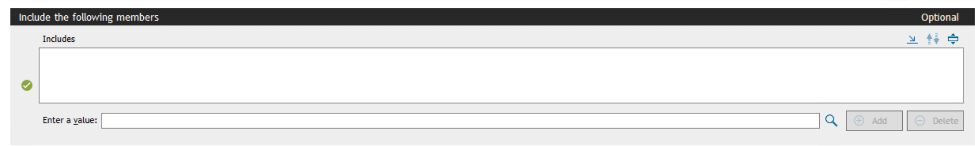 Include the following members Optional
Includes
Enter a value: Add Delete